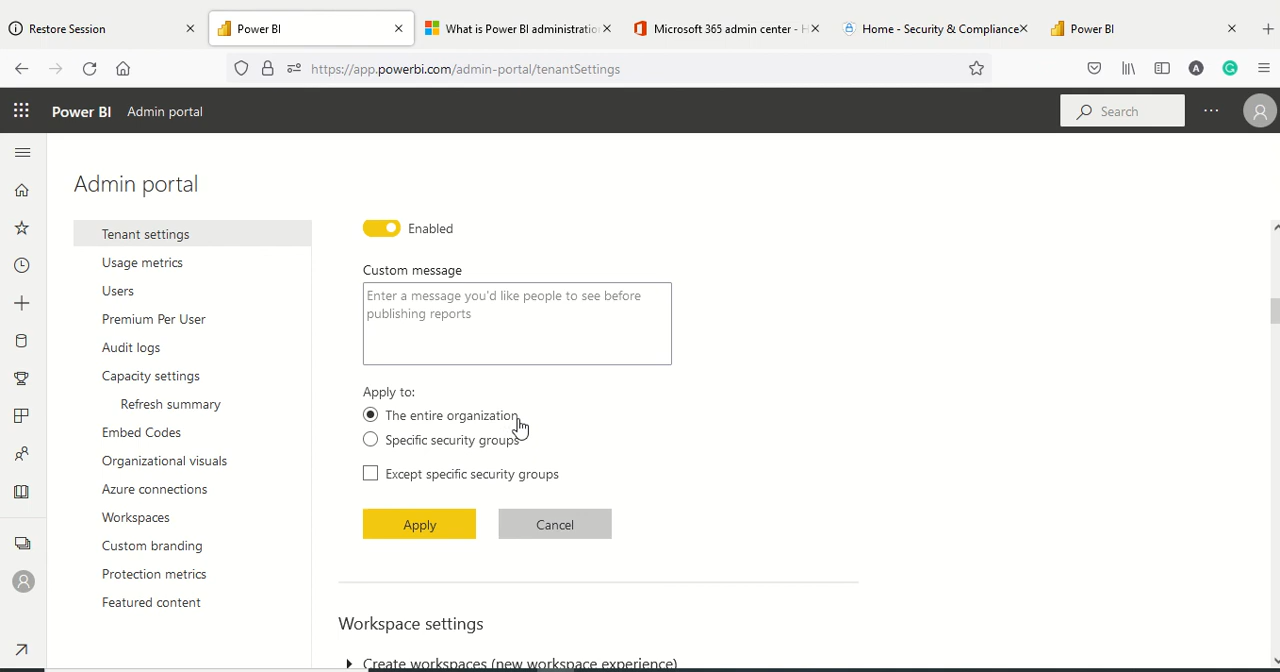 Restore Session
Power BI
What is Power BI administration
Microsoft 365 admin center - H
Home - Security & Compliance
Power BI
https://app.powerbi.com/admin-portal/tenantSettings
A
G
Power BI Admin portal
Search
Admin portal
Tenant settings
Usage metrics
Users
Premium Per User
Audit logs
Capacity settings
Refresh summary
Embed Codes
Organizational visuals
Azure connections
Workspaces
Custom branding
Protection metrics
Featured content
Enabled
Custom message
Enter a message you'd like people to see before
publishing reports
Apply to:
The entire organization
Specific security groups
Except specific security groups
Apply
Cancel
Workspace settings
Create workspaces (new workspace experience)